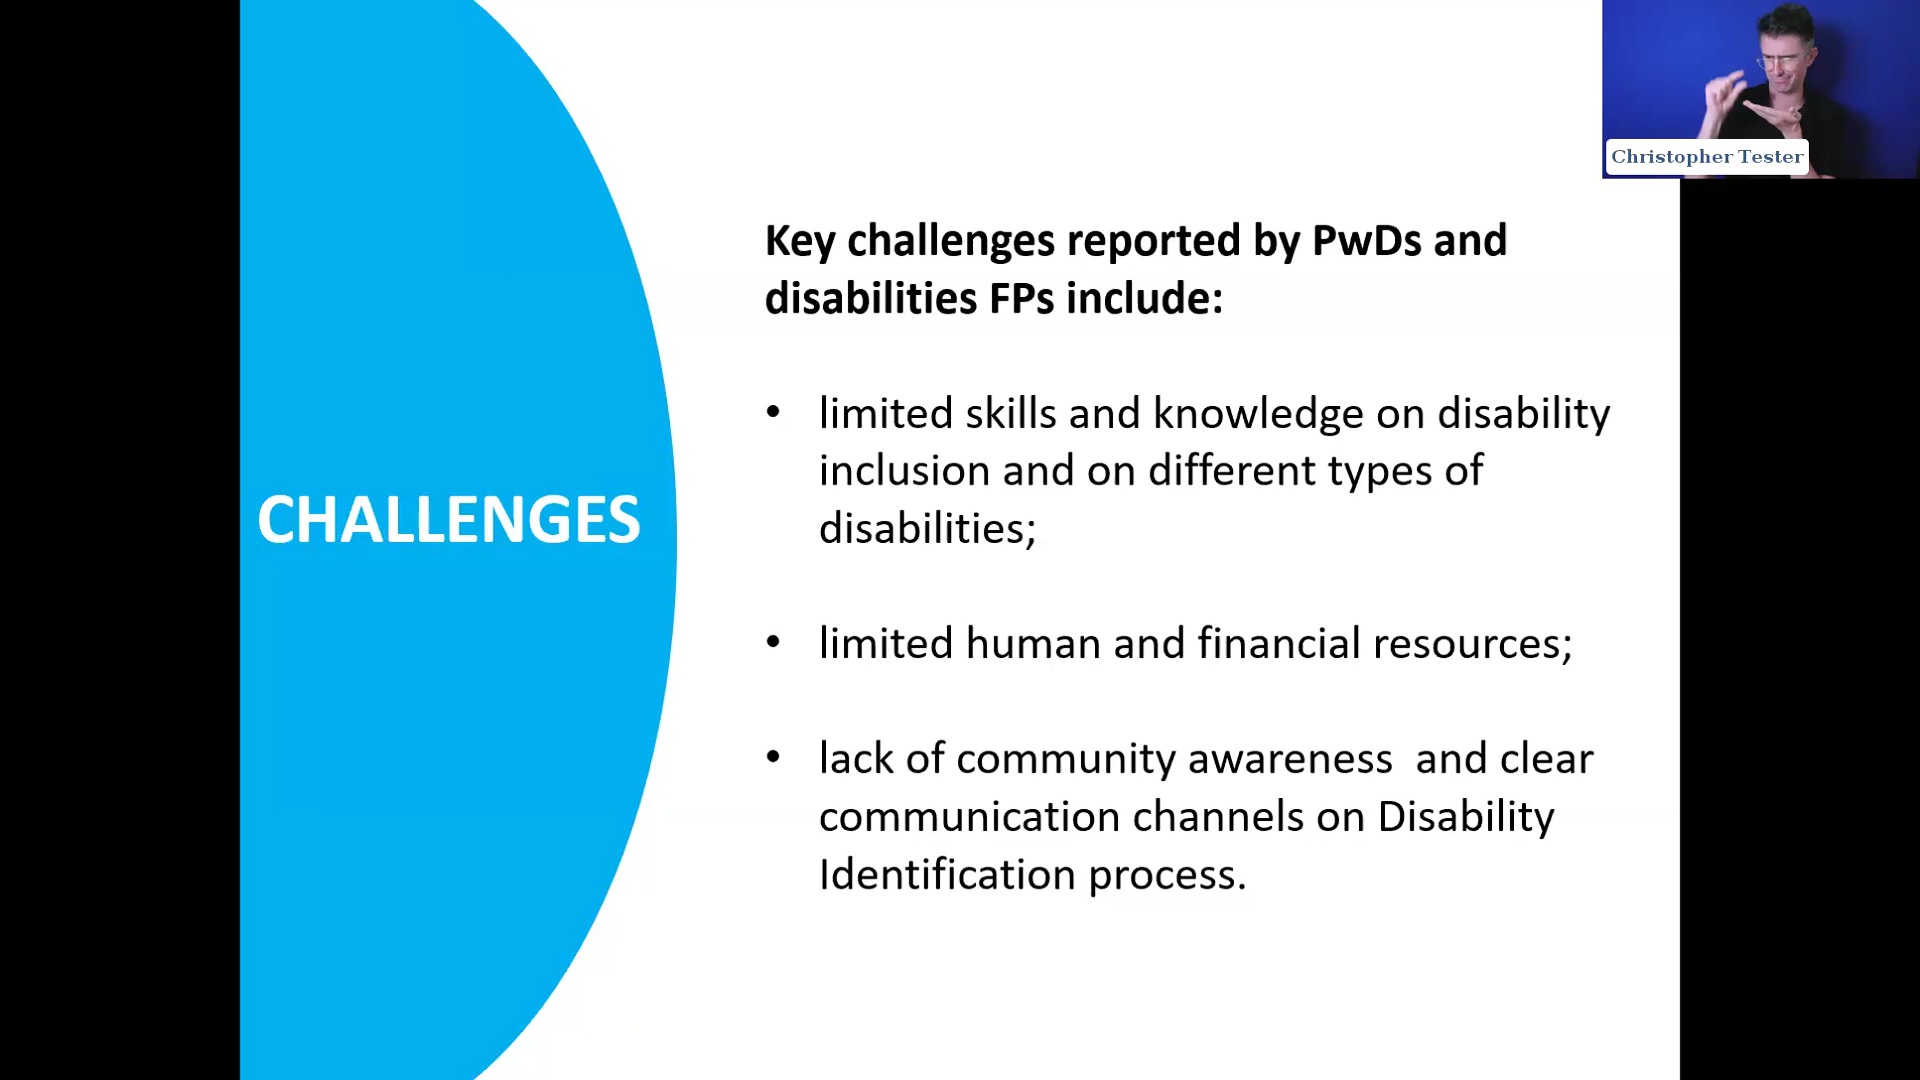 Christopher Tester
CHALLENGES
Key challenges reported by PwDs and
disabilities FPs include:
• limited skills and knowledge on disability
inclusion and on different types of
disabilities;
• limited human and financial resources;
• lack of community awareness  and clear
communication channels on Disability
Identification process.